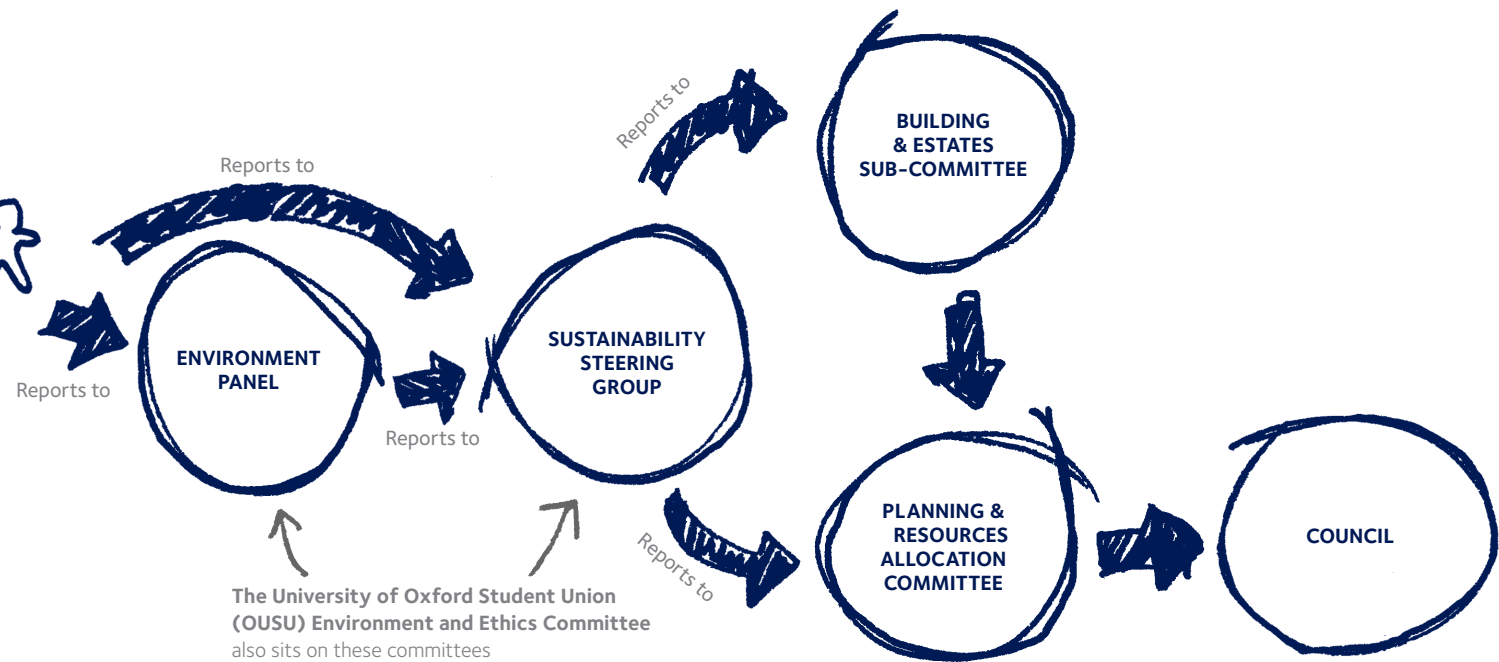 Reports to
Reports to
ENVIRONMENT
PANEL
Reports to
SUSTAINABILITY
STEERING
GROUP
Reports to
BUILDING
& ESTATES
SUB-COMMITTEE
Reports to
PLANNING &
RESOURCES
ALLOCATION
COMMITTEE
COUNCIL
The University of Oxford Student Union
(OUSU) Environment and Ethics Committee
also sits on these committees